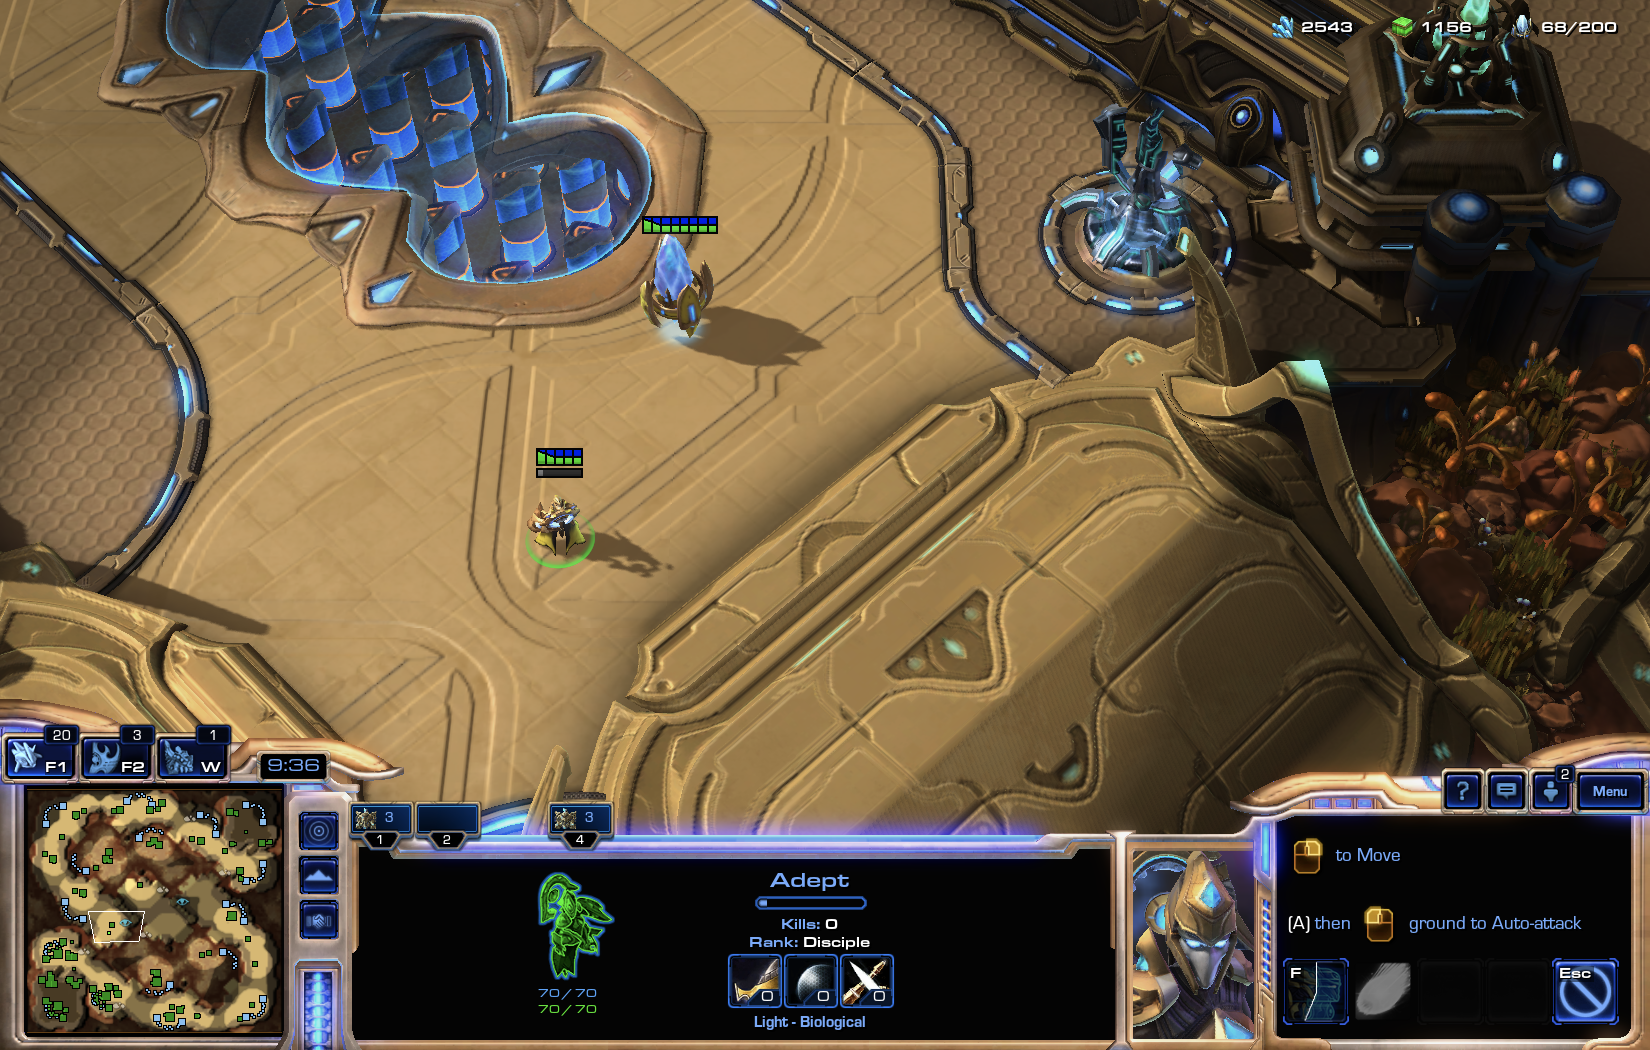 2543 1156 68/200
20 3 1
F1 F2 W
9:36
3 3
1 2 4
2
? Menu
Adept
Kills: 0
Rank: Disciple
0 0 0
70/70
70/70
Light - Biological
to Move
(A) then ground to Auto-attack
F Esc